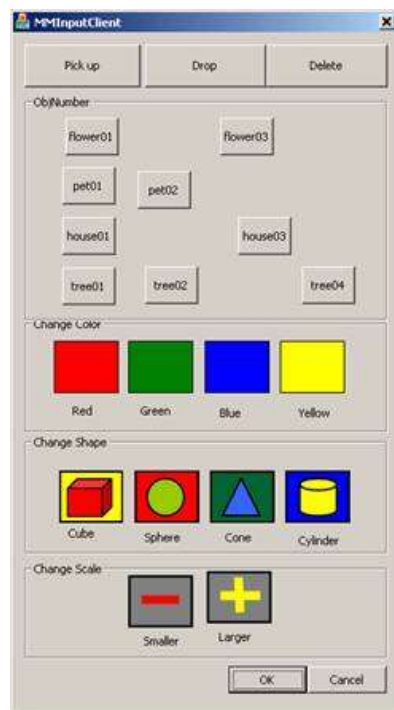 MMInputClient
Pick up Drop Delete
ObjNumber
flower01 flower03
pet01 pet02
house01 house03
tree01 tree02 tree04
Change Color
Red Green Blue Yellow
Change Shape
Cube Sphere Cone Cylinder
Change Scale
Smaller Larger
OK Cancel